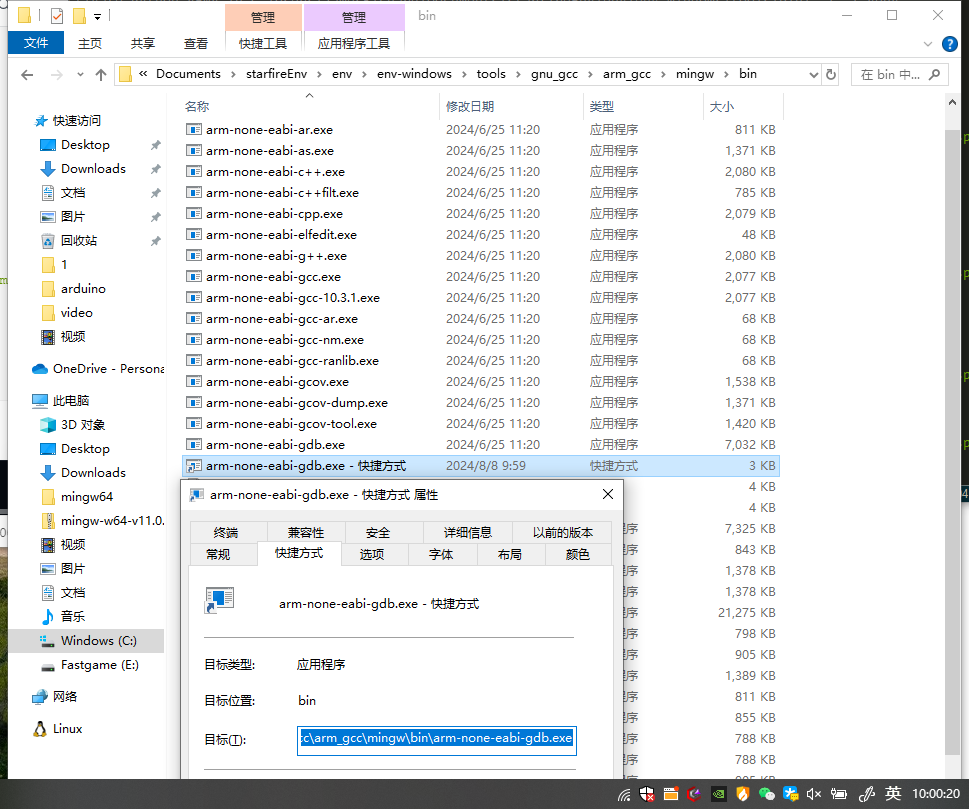 管理
管理
bin
文件
主页
共享
查看
快捷工具
应用程序工具
« Documents › starfireEnv › env › env-windows › tools › gnu_gcc › arm_gcc › mingw › bin
在 bin 中...
名称
修改日期
类型
大小
快速访问
Desktop
Downloads
文档
图片
回收站
1
arduino
video
视频
OneDrive - Persona
此电脑
3D 对象
Desktop
Downloads
mingw64
mingw-w64-v11.0.
视频
图片
文档
音乐
Windows (C:)
Fastgame (E:)
网络
Linux
arm-none-eabi-ar.exe 2024/6/25 11:20 应用程序 811 KB
arm-none-eabi-as.exe 2024/6/25 11:20 应用程序 1,371 KB
arm-none-eabi-c++.exe 2024/6/25 11:20 应用程序 2,080 KB
arm-none-eabi-c++filt.exe 2024/6/25 11:20 应用程序 785 KB
arm-none-eabi-cpp.exe 2024/6/25 11:20 应用程序 2,079 KB
arm-none-eabi-elfedit.exe 2024/6/25 11:20 应用程序 48 KB
arm-none-eabi-g++.exe 2024/6/25 11:20 应用程序 2,080 KB
arm-none-eabi-gcc.exe 2024/6/25 11:20 应用程序 2,077 KB
arm-none-eabi-gcc-10.3.1.exe 2024/6/25 11:20 应用程序 2,077 KB
arm-none-eabi-gcc-ar.exe 2024/6/25 11:20 应用程序 68 KB
arm-none-eabi-gcc-nm.exe 2024/6/25 11:20 应用程序 68 KB
arm-none-eabi-gcc-ranlib.exe 2024/6/25 11:20 应用程序 68 KB
arm-none-eabi-gcov.exe 2024/6/25 11:20 应用程序 1,538 KB
arm-none-eabi-gcov-dump.exe 2024/6/25 11:20 应用程序 1,371 KB
arm-none-eabi-gcov-tool.exe 2024/6/25 11:20 应用程序 1,420 KB
arm-none-eabi-gdb.exe 2024/6/25 11:20 应用程序 7,032 KB
arm-none-eabi-gdb.exe - 快捷方式 2024/8/8 9:59 快捷方式 3 KB
4 KB
4 KB
程序 7,325 KB
程序 843 KB
程序 1,378 KB
程序 1,378 KB
程序 21,275 KB
程序 798 KB
程序 905 KB
程序 1,389 KB
程序 811 KB
程序 855 KB
程序 788 KB
程序 788 KB
arm-none-eabi-gdb.exe - 快捷方式 属性
终端
兼容性
安全
详细信息
以前的版本
常规
快捷方式
选项
字体
布局
颜色
arm-none-eabi-gdb.exe - 快捷方式
目标类型: 应用程序
目标位置: bin
目标(T): :c\arm_gcc\mingw\bin\arm-none-eabi-gdb.exe
英
10:00:20